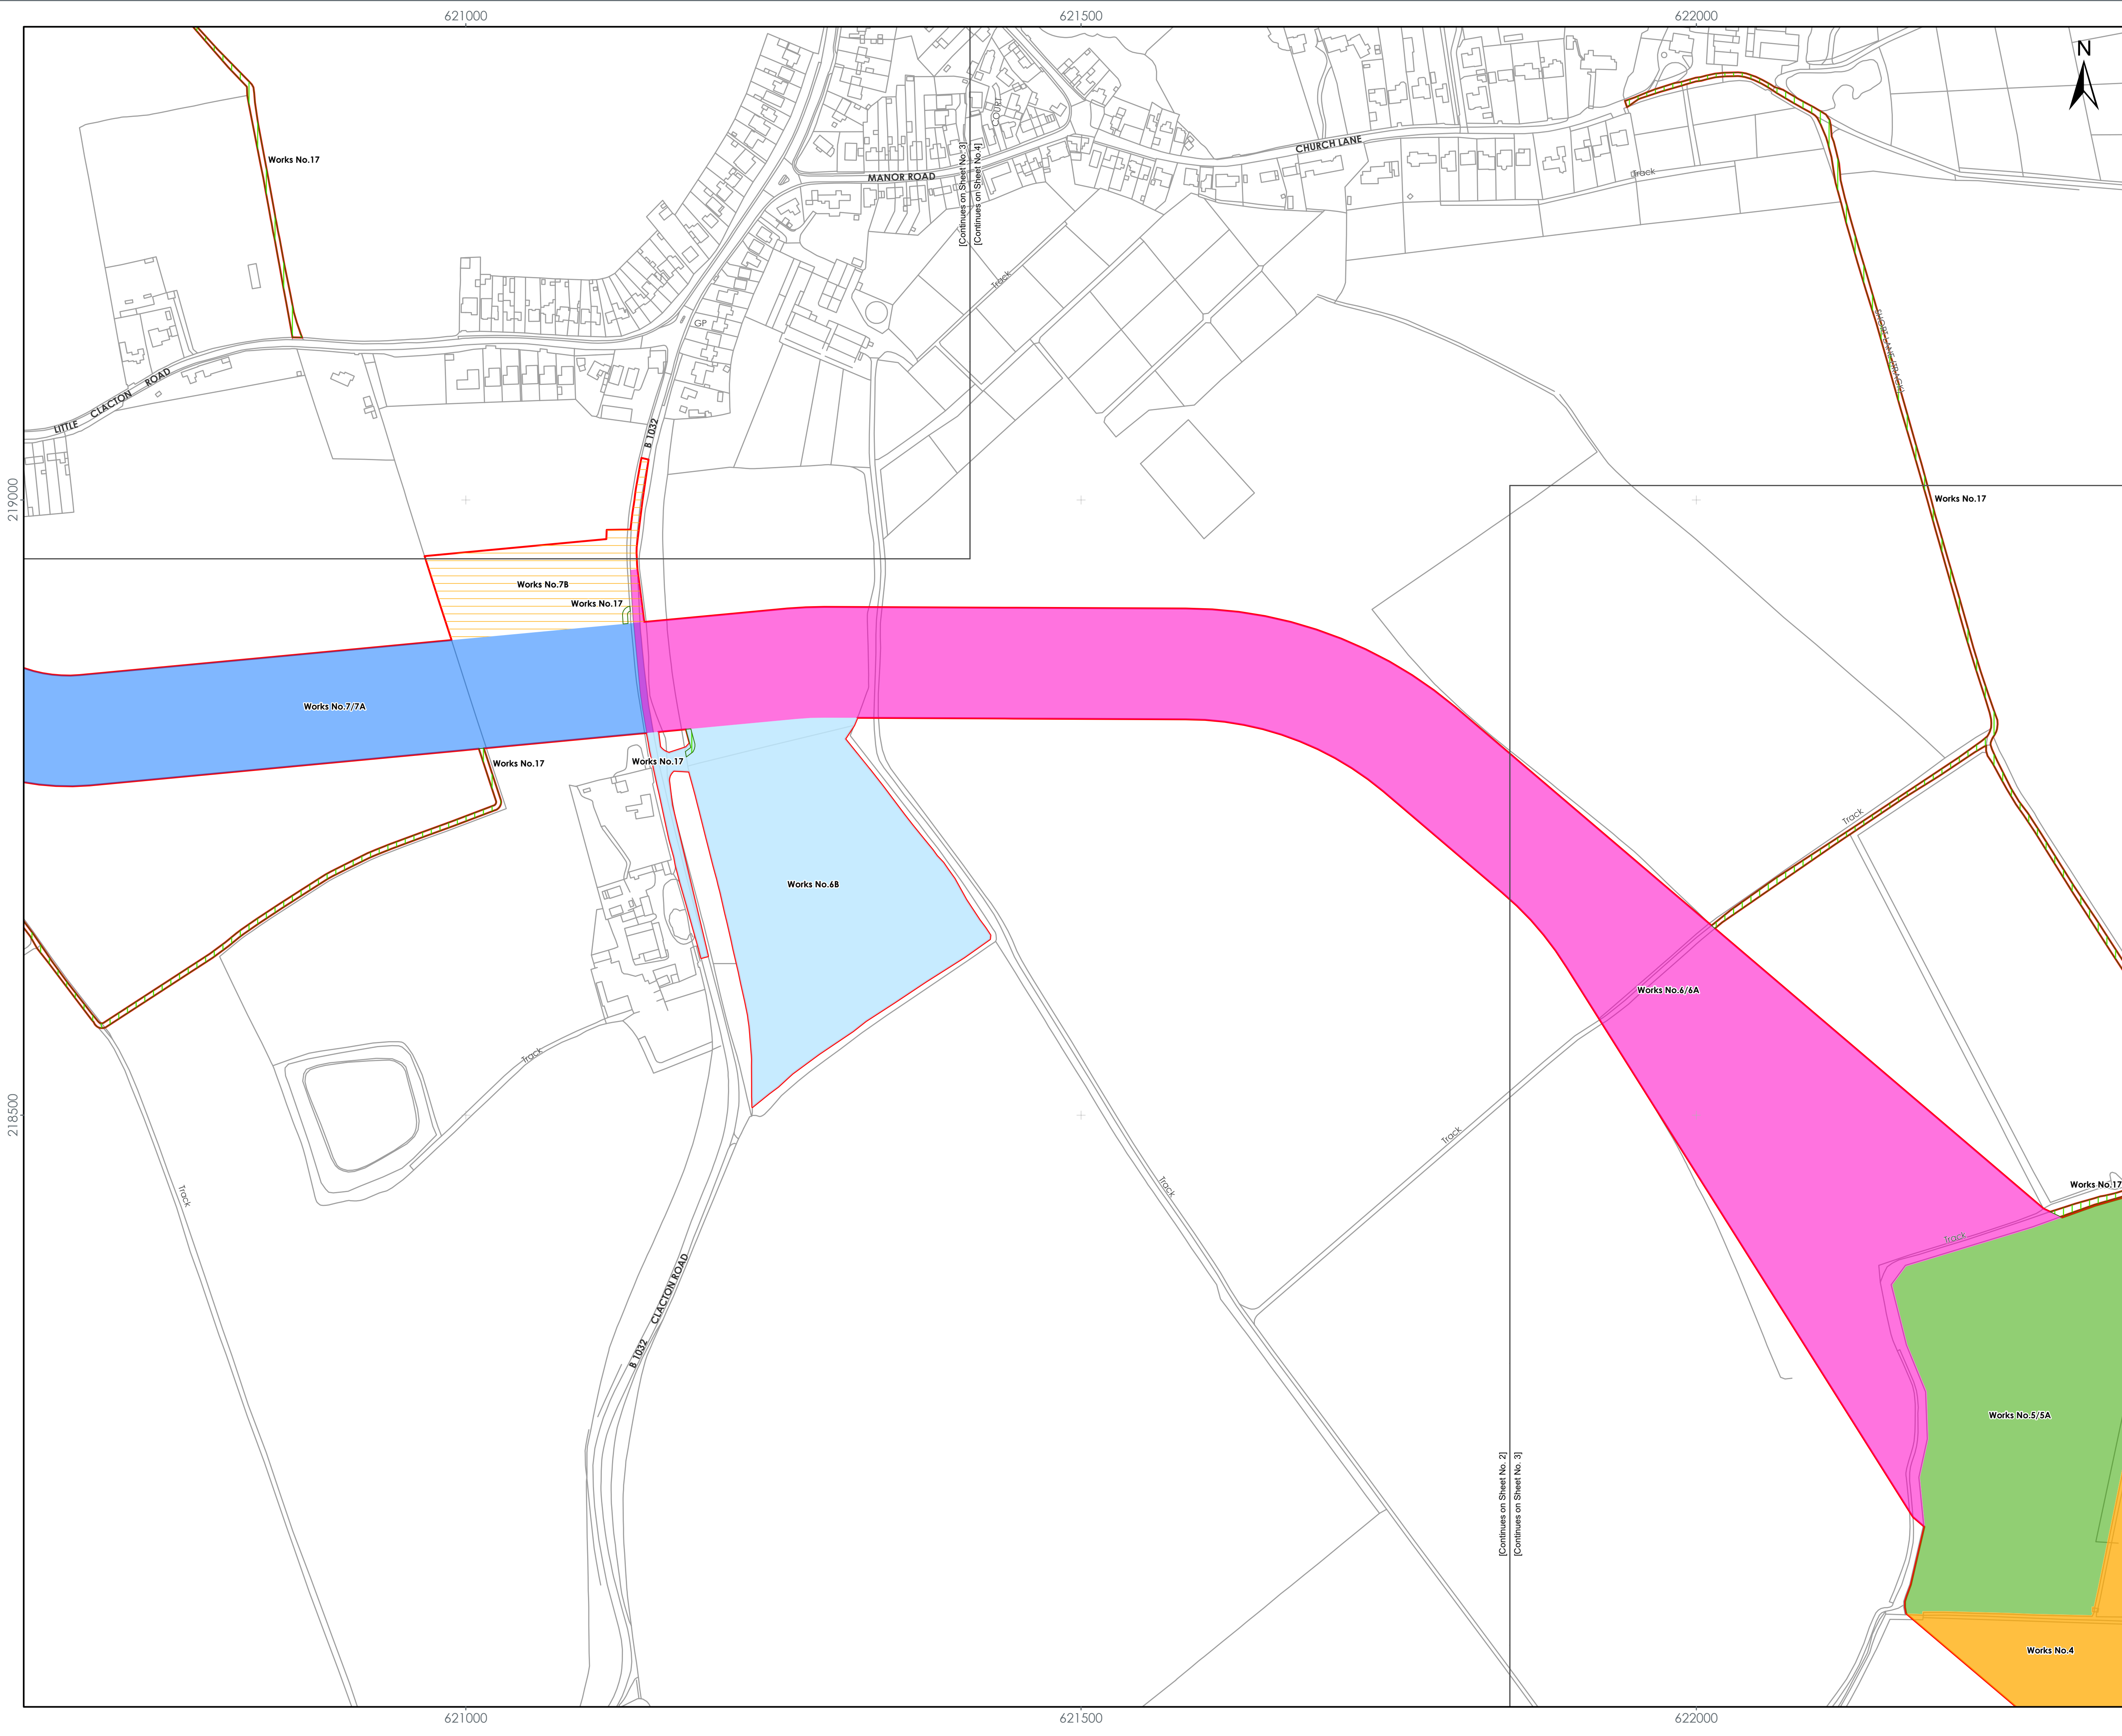 621000
621500
622000
N
Works No.17
COURT
MANOR ROAD
CHURCH LANE
Track
[Continues on Sheet No. 3]
[Continues on Sheet No.4]
Track
SHORT LANE (TRACK)
GP
LITTLE CLACTON ROAD
B 1032
219000
Works No.17
Works No.7B
Works No.17
Works No.7/7A
Works No.17
Works No.17
Track
Works No.6B
Works No.6/6A
Track
218500
Track
Track
Track
Works No.17
Track
B 1032 CLACTON ROAD
Works No.5/5A
[Continues on Sheet No. 2]
[Continues on Sheet No. 3]
Works No.4
621000
621500
622000